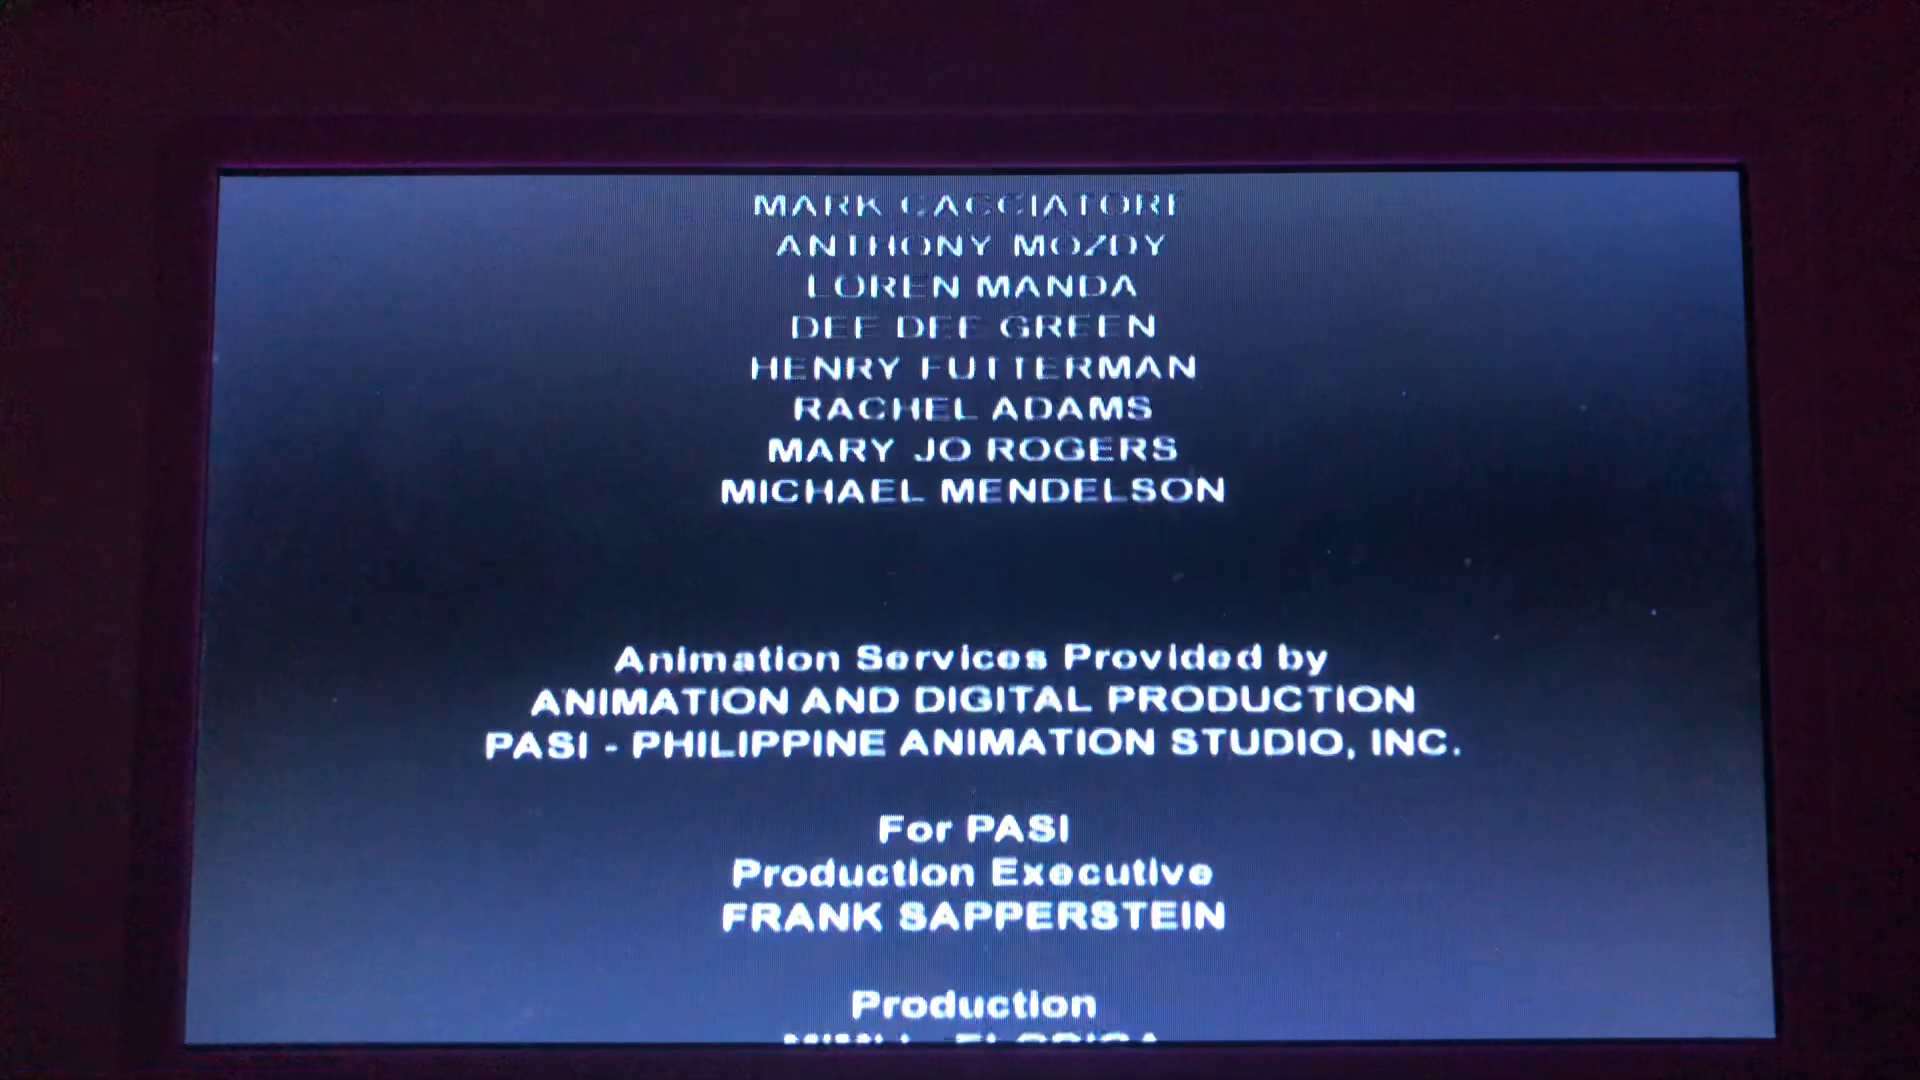 MARK CACCIATORE
ANTHONY MOZDY
LOREN MANDA
DEE DEE GREEN
HENRY FUTTERMAN
RACHEL ADAMS
MARY JO ROGERS
MICHAEL MENDELSON
Animation Services Provided by
ANIMATION AND DIGITAL PRODUCTION
PASI - PHILIPPINE ANIMATION STUDIO, INC.
For PASI
Production Executive
FRANK SAPPERSTEIN
Production